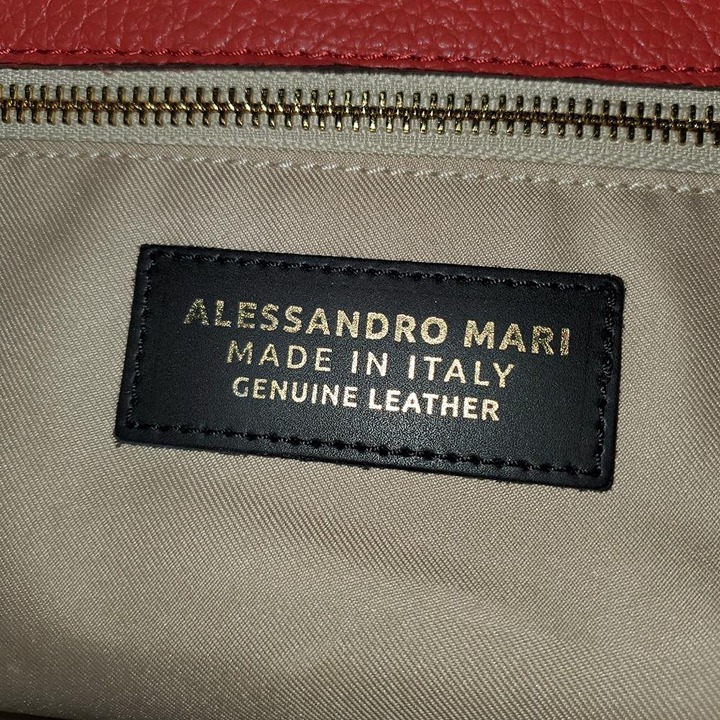 ALESSANDRO MARI
MADE IN ITALY
GENUINE LEATHER